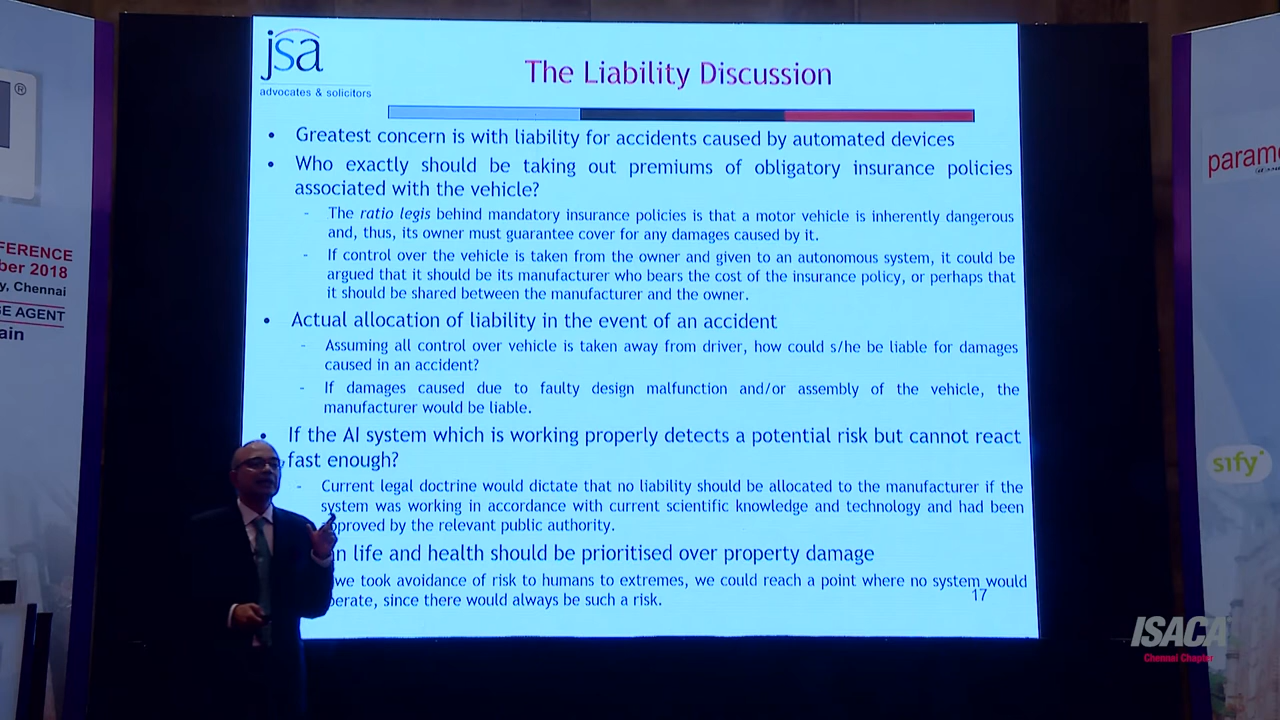 jsa
advocates & solicitors
The Liability Discussion
• Greatest concern is with liability for accidents caused by automated devices
• Who exactly should be taking out premiums of obligatory insurance policies
associated with the vehicle?
- The ratio legis behind mandatory insurance policies is that a motor vehicle is inherently dangerous
and, thus, its owner must guarantee cover for any damages caused by it.
- If control over the vehicle is taken from the owner and given to an autonomous system, it could be
argued that it should be its manufacturer who bears the cost of the insurance policy, or perhaps that
it should be shared between the manufacturer and the owner.
• Actual allocation of liability in the event of an accident
- Assuming all control over vehicle is taken away from driver, how could s/he be liable for damages
caused in an accident?
- If damages caused due to faulty design malfunction and/or assembly of the vehicle, the
manufacturer would be liable.
• If the AI system which is working properly detects a potential risk but cannot react
fast enough?
- Current legal doctrine would dictate that no liability should be allocated to the manufacturer if the
system was working in accordance with current scientific knowledge and technology and had been
approved by the relevant public authority.
life and health should be prioritised over property damage
we took avoidance of risk to humans to extremes, we could reach a point where no system would
since there would always be such a risk.
17
®
FERENCE
ber 2018
y, Chennai
GE AGENT
ain
param
sify
ISACA
Chennai Chapter